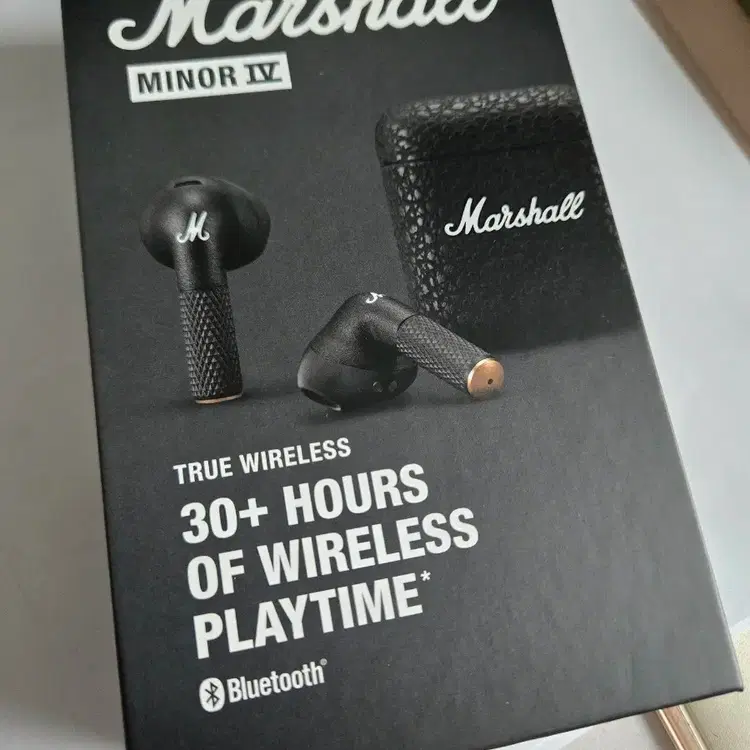 Marshall
MINOR IV
M
Marshall
TRUE WIRELESS
30+ HOURS
OF WIRELESS
PLAYTIME*
Bluetooth®